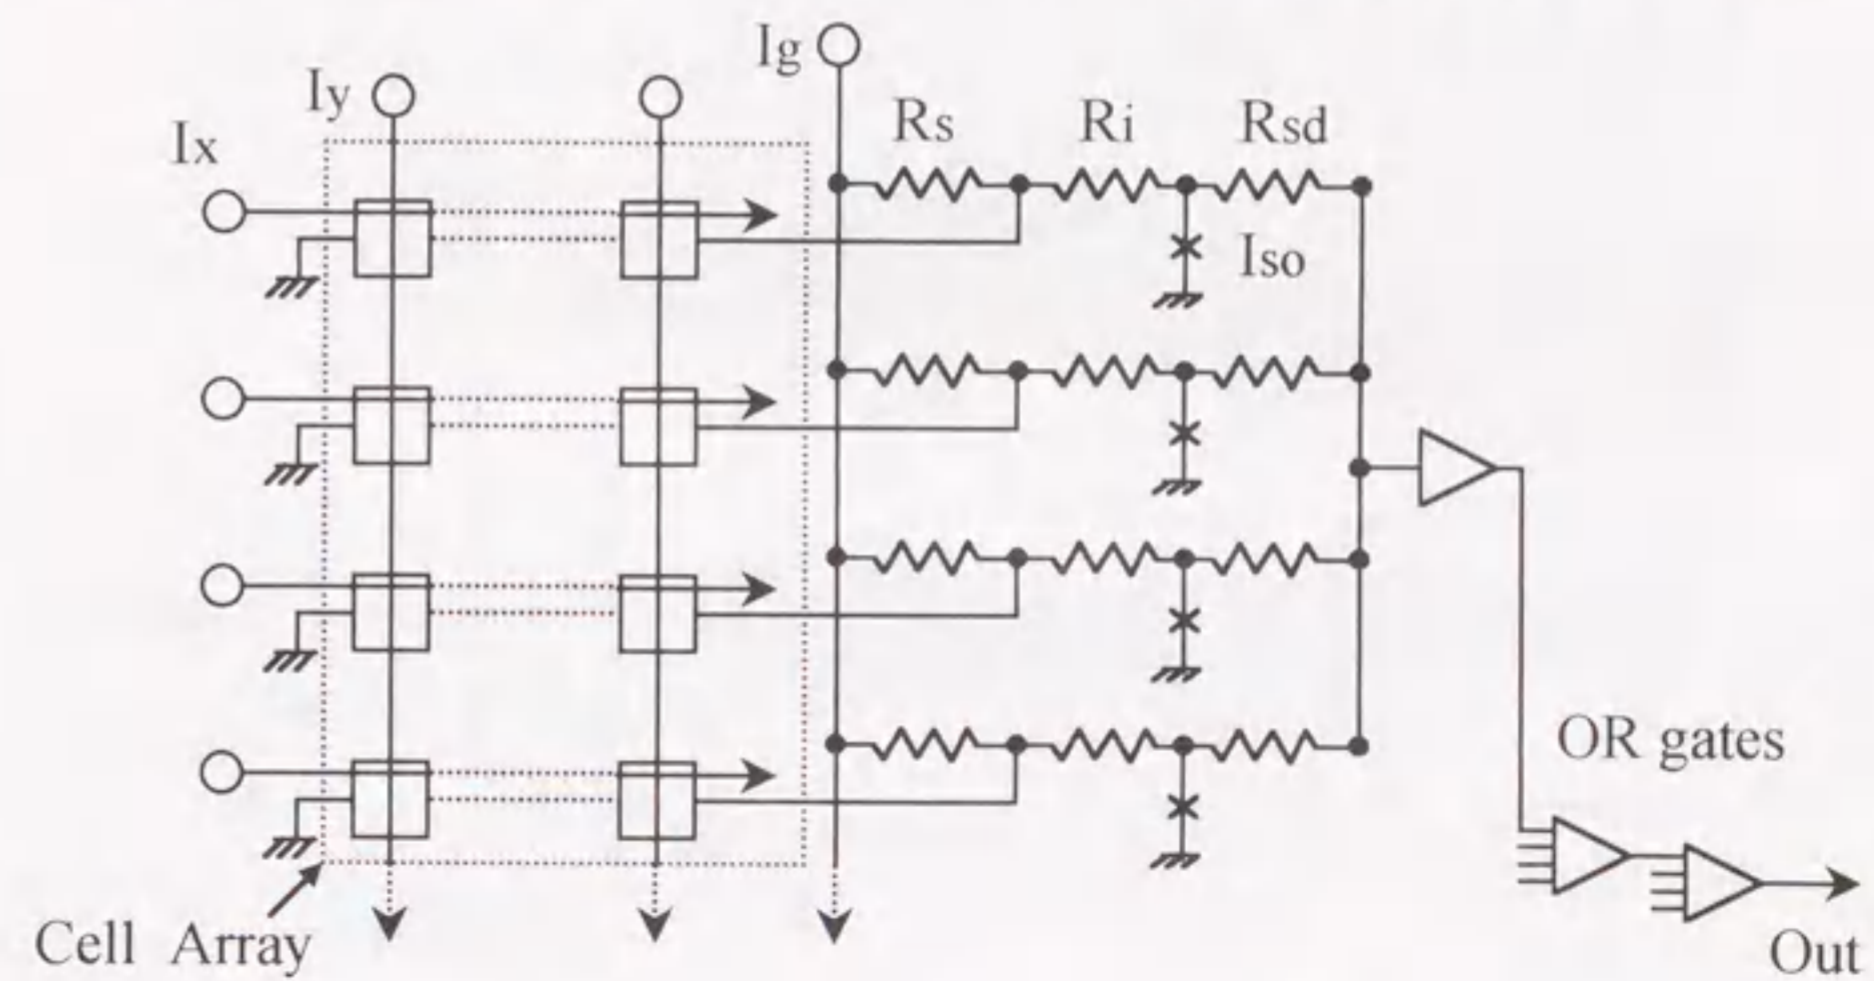 Ig
Iy
Ix
Rs
Ri
Rsd
Iso
OR gates
Cell Array
Out